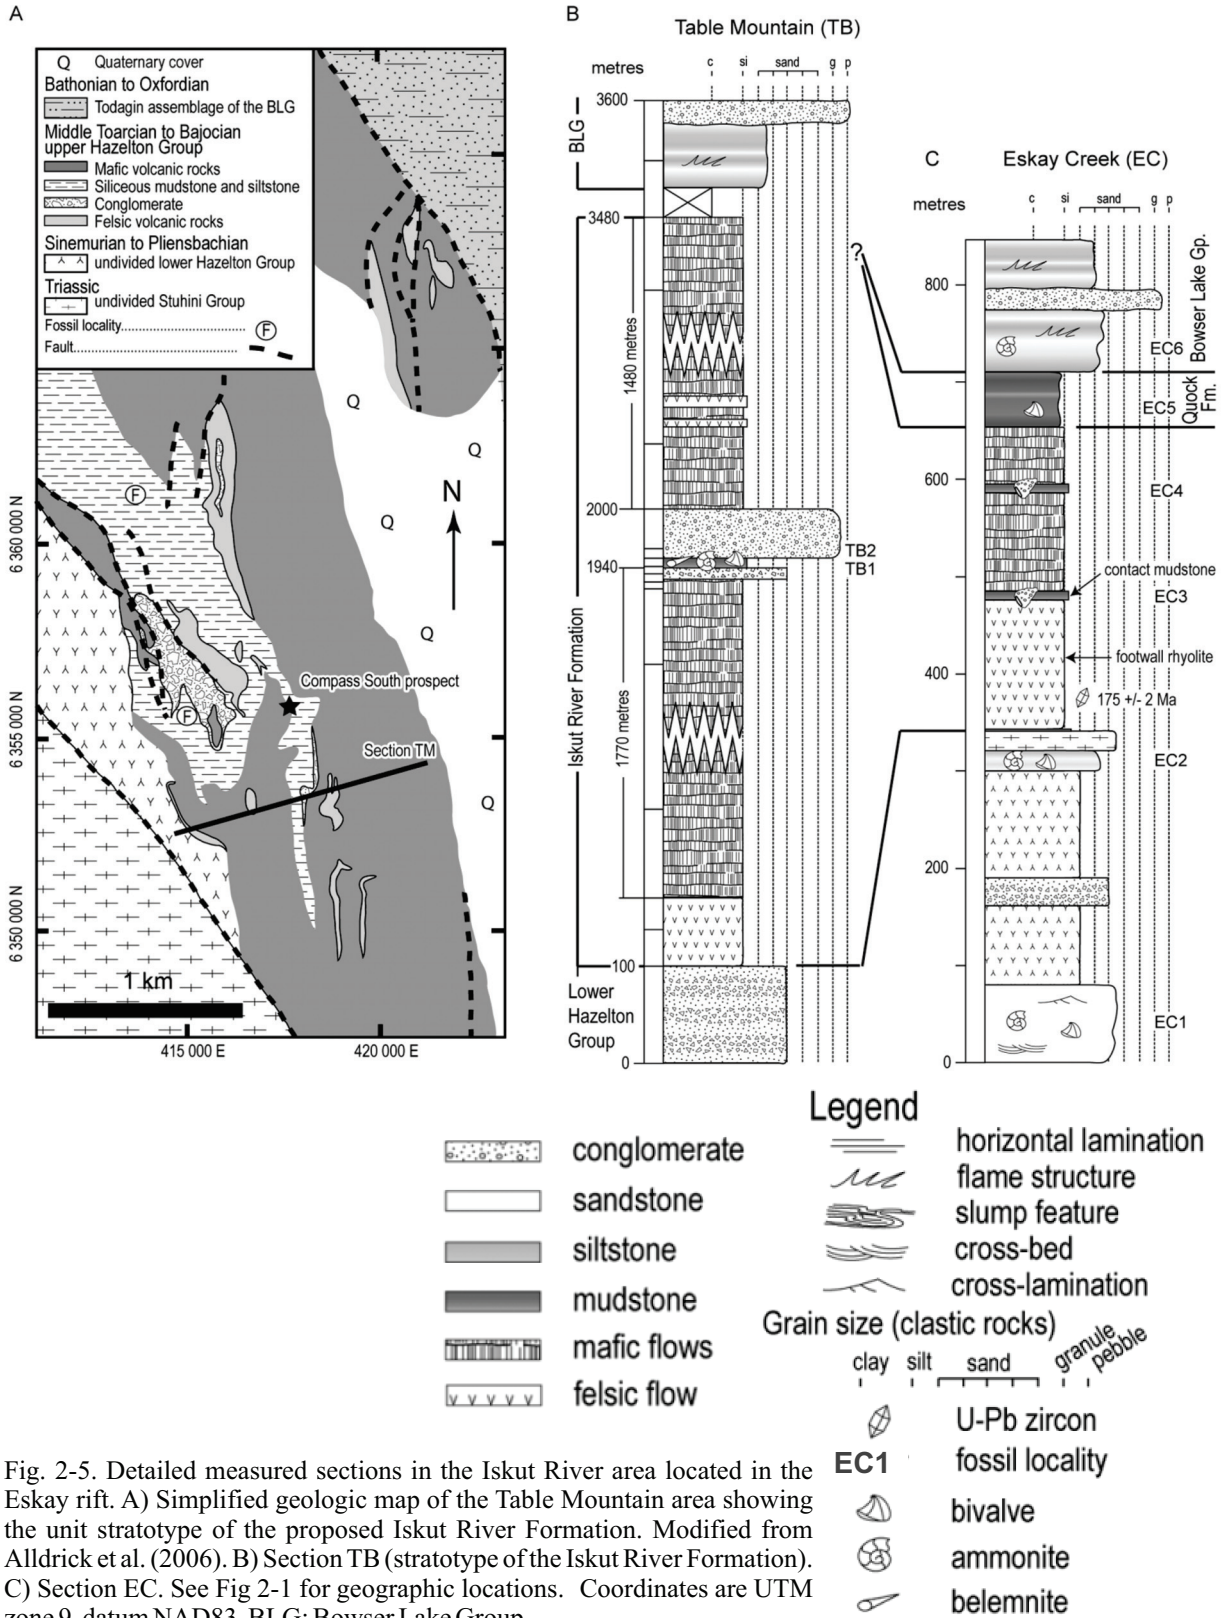 A
Q Quaternary cover
Bathonian to Oxfordian
Todagin assemblage of the BLG
Middle Toarcian to Bajocian
upper Hazelton Group
Mafic volcanic rocks
Siliceous mudstone and siltstone
Conglomerate
Felsic volcanic rocks
Sinemurian to Pliensbachian
undivided lower Hazelton Group
Triassic
undivided Stuhini Group
Fossil locality F
Fault
Q
Q
Q
Q
Q
N
F
F
Compass South prospect
Section TM
6 360 000 N
6 355 000 N
6 350 000 N
1 km
415 000 E
420 000 E
B
Table Mountain (TB)
metres
c si sand g p
3600
BLG
3480
1480 metres
2000
TB2
1940
TB1
Iskut River Formation
1770 metres
100
Lower
Hazelton
Group
0
?
C
Eskay Creek (EC)
metres
c si sand g p
800
Bowser Lake Gp.
EC6
Quock
Fm.
EC5
600
EC4
contact mudstone
EC3
footwall rhyolite
400
175 +/- 2 Ma
EC2
200
EC1
0
Legend
conglomerate
sandstone
siltstone
mudstone
mafic flows
felsic flow
horizontal lamination
flame structure
slump feature
cross-bed
cross-lamination
Grain size (clastic rocks)
clay silt sand granule pebble
U-Pb zircon
EC1 fossil locality
bivalve
ammonite
belemnite
Fig. 2-5. Detailed measured sections in the Iskut River area located in the
Eskay rift. A) Simplified geologic map of the Table Mountain area showing
the unit stratotype of the proposed Iskut River Formation. Modified from
Alldrick et al. (2006). B) Section TB (stratotype of the Iskut River Formation).
C) Section EC. See Fig 2-1 for geographic locations. Coordinates are UTM
zone 9, datum NAD83. BLG: Bowser Lake Group